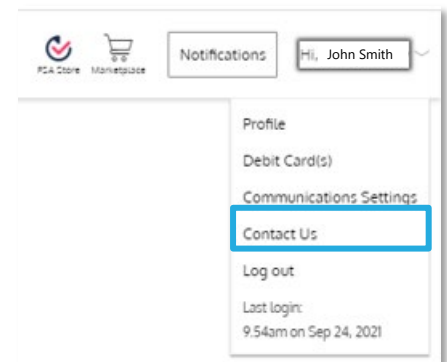 FSA Store
Marketplace
Notifications
Hi, John Smith
Profile
Debit Card(s)
Communications Settings
Contact Us
Log out
Last login:
9.54am on Sep 24, 2021